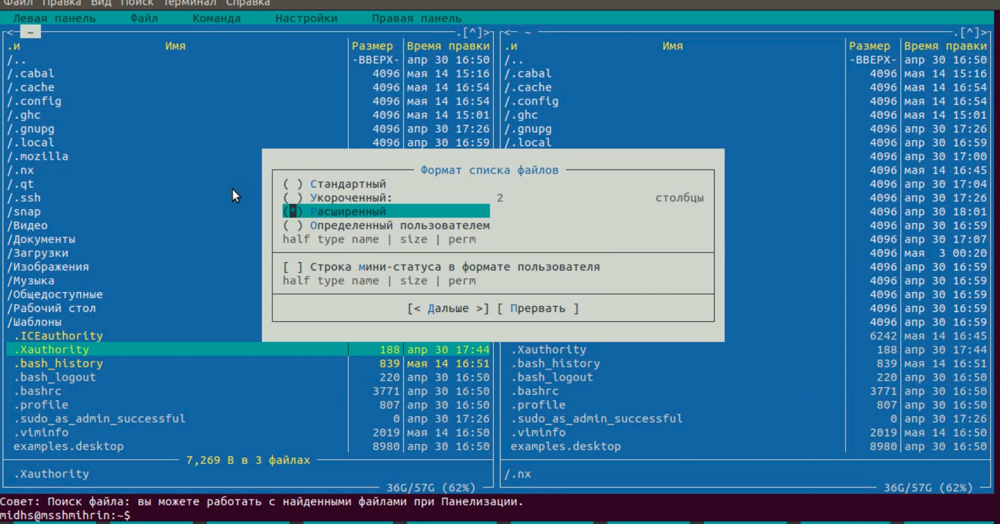 Файл Правка Вид Поиск Терминал Справка
Левая панель Файл Команда Настройки Правая панель
<─ ~ .[^]> <─ ~ .[^]>
.и Имя Размер Время правки .и Имя Размер Время правки
/.. -ВВЕРХ- апр 30 16:50 /.. -ВВЕРХ- апр 30 16:50
/.cabal 4096 мая 14 15:16 /.cabal 4096 мая 14 15:16
/.cache 4096 мая 14 16:54 /.cache 4096 мая 14 16:54
/.config 4096 мая 14 16:54 /.config 4096 мая 14 16:54
/.ghc 4096 мая 14 15:01 /.ghc 4096 мая 14 15:01
/.gnupg 4096 апр 30 17:26 /.gnupg 4096 апр 30 17:26
/.local 4096 апр 30 16:59 /.local 4096 апр 30 16:59
/.mozilla 4096 апр 30 17:00
/.nx Формат списка файлов 4096 мая 14 16:45
/.qt ( ) Стандартный 4096 апр 30 17:04
/.ssh ( ) Укороченный: 2 столбцы 4096 апр 30 17:26
/snap (*) Расширенный 4096 апр 30 18:01
/Видео ( ) Определенный пользователем 4096 апр 30 16:59
/Документы half type name | size | perm 4096 апр 30 17:07
/Загрузки 4096 мая 3 00:20
/Изображения [ ] Строка мини-статуса в формате пользователя 4096 апр 30 16:59
/Музыка half type name | size | perm 4096 апр 30 16:59
/Общедоступные 4096 апр 30 16:59
/Рабочий стол [< Дальше >] [ Прервать ] 4096 апр 30 16:59
/Шаблоны 4096 апр 30 16:59
.ICEauthority 6242 мая 14 16:45
.Xauthority 188 апр 30 17:44 .Xauthority 188 апр 30 17:44
.bash_history 839 мая 14 16:51 .bash_history 839 мая 14 16:51
.bash_logout 220 апр 30 16:50 .bash_logout 220 апр 30 16:50
.bashrc 3771 апр 30 16:50 .bashrc 3771 апр 30 16:50
.profile 807 апр 30 16:50 .profile 807 апр 30 16:50
.sudo_as_admin_successful 0 апр 30 17:26 .sudo_as_admin_successful 0 апр 30 17:26
.viminfo 2019 мая 14 16:50 .viminfo 2019 мая 14 16:50
examples.desktop 8980 апр 30 16:50 examples.desktop 8980 апр 30 16:50
7,269 B в 3 файлах
.Xauthority /.nx
36G/57G (62%) 36G/57G (62%)
Совет: Поиск файла: вы можете работать с найденными файлами при Панелизации.
midhs@msshmihrin:~$